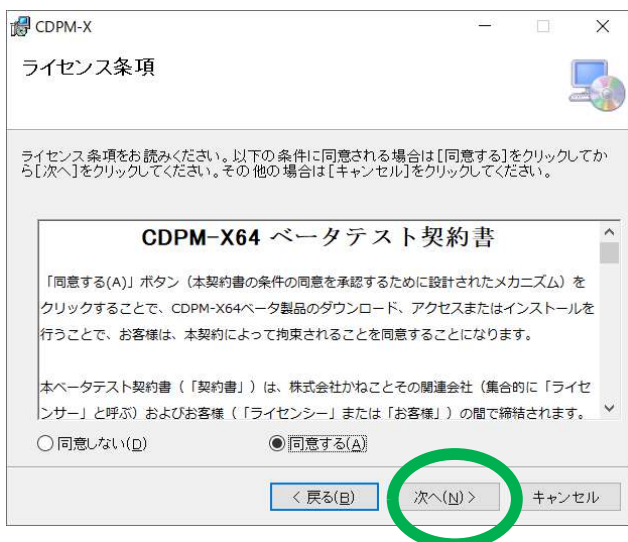 CDPM-X
ライセンス条項
ライセンス条項をお読みください。以下の条件に同意される場合は[同意する]をクリックしてか
ら[次へ]をクリックしてください。その他の場合は[キャンセル]をクリックしてください。
CDPM-X64 ベータテスト契約書
「同意する(A)」ボタン（本契約書の条件の同意を承認するために設計されたメカニズム）を
クリックすることで、CDPM-X64ベータ製品のダウンロード、アクセスまたはインストールを
行うことで、お客様は、本契約によって拘束されることを同意することになります。
本ベータテスト契約書（「契約書」）は、株式会社かねことその関連会社（集合的に「ライセ
ンサー」と呼ぶ）およびお客様（「ライセンシー」または「お客様」）の間で締結されます。
同意しない(D)
同意する(A)
< 戻る(B)
次へ(N) >
キャンセル